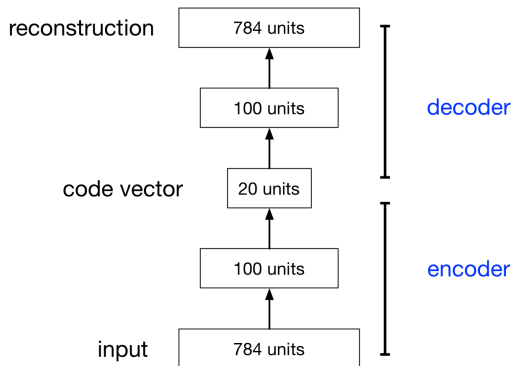 reconstruction 784 units
100 units decoder
code vector 20 units
100 units encoder
input 784 units